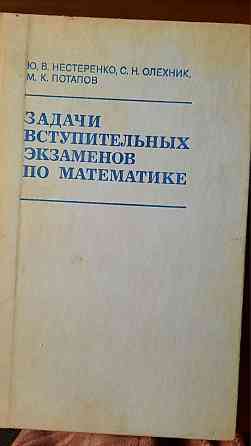 Ю. В. НЕСТЕРЕНКО, С. Н. ОЛЕХНИК,
М. К. ПОТАПОВ
ЗАДАЧИ
ВСТУПИТЕЛЬНЫХ
ЭКЗАМЕНОВ
ПО МАТЕМАТИКЕ